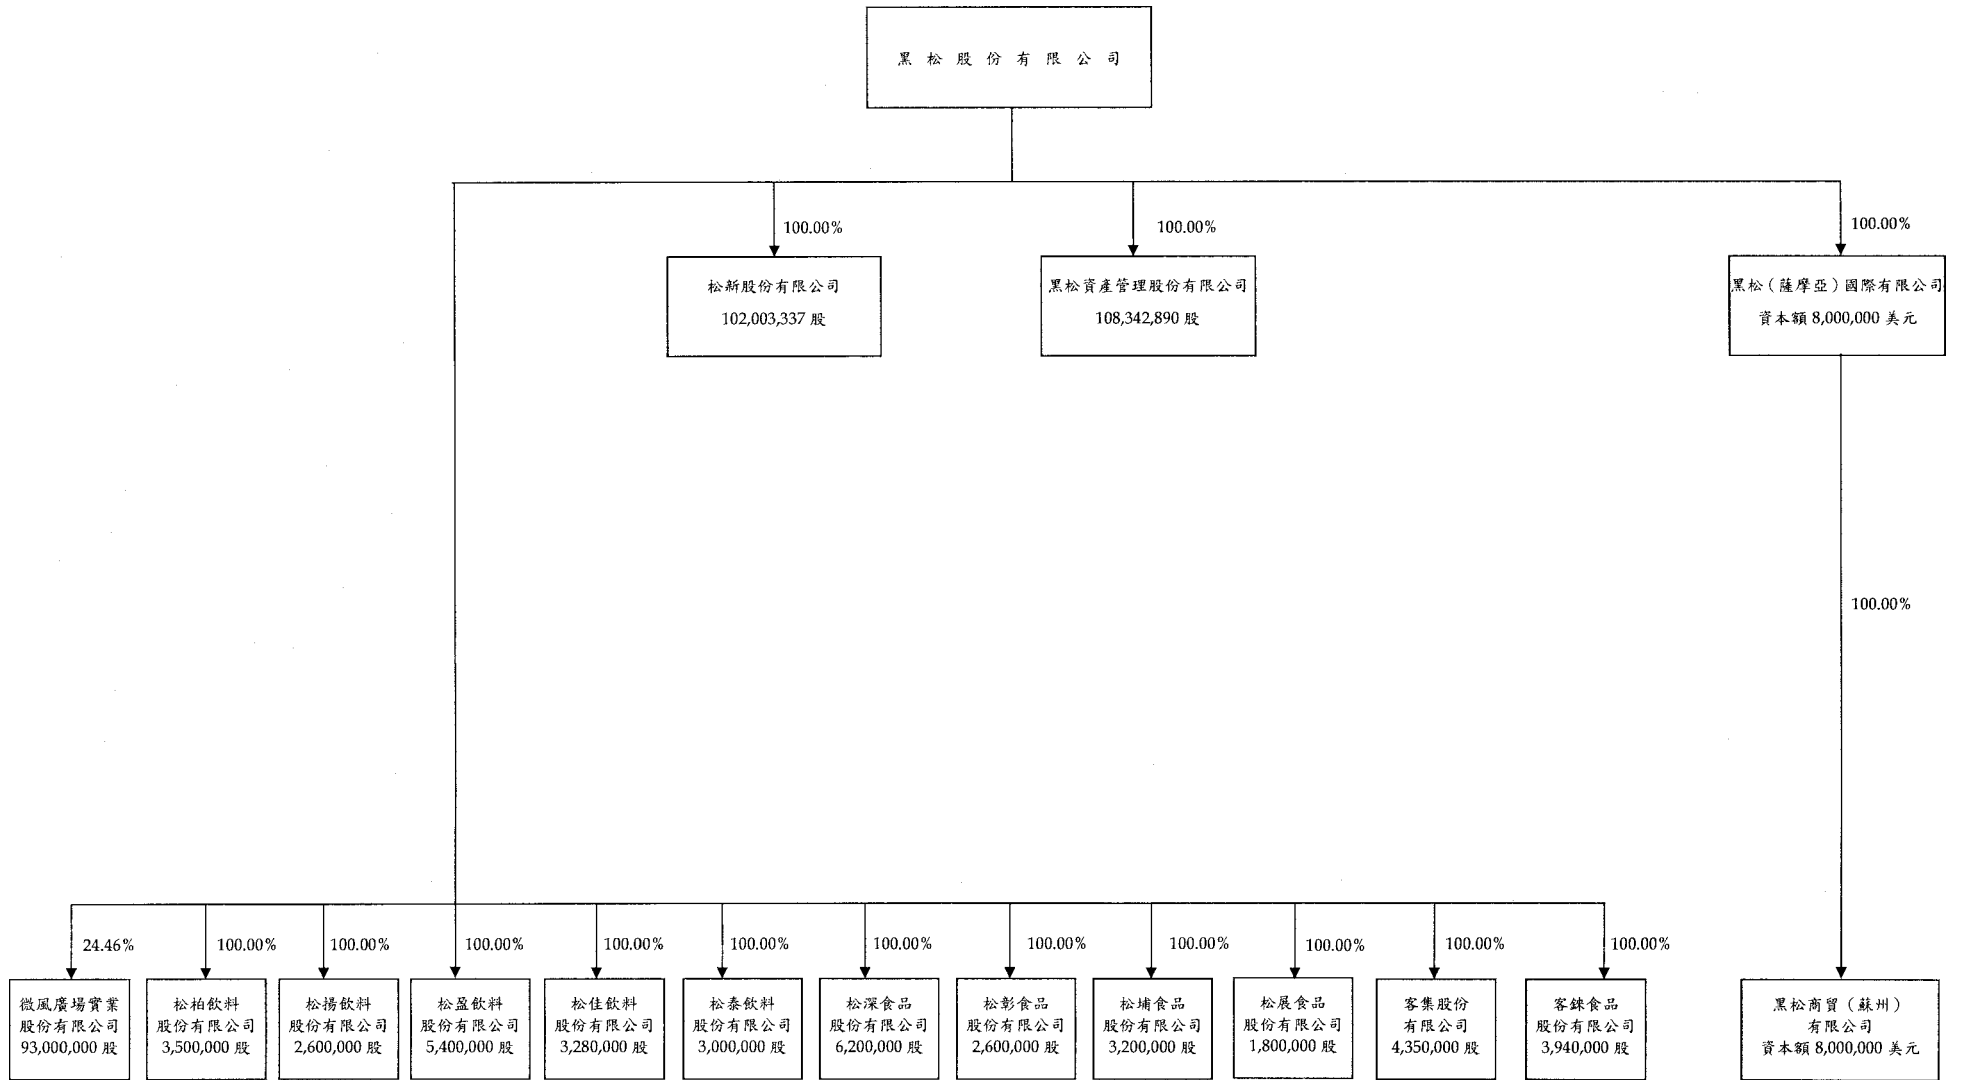 黑松股份有限公司
100.00%
100.00%
100.00%
松新股份有限公司
102,003,337 股
黑松資產管理股份有限公司
108,342,890 股
黑松（薩摩亞）國際有限公司
資本額 8,000,000 美元
100.00%
24.46%
100.00%
100.00%
100.00%
100.00%
100.00%
100.00%
100.00%
100.00%
100.00%
100.00%
100.00%
微風廣場實業
股份有限公司
93,000,000 股
松柏飲料
股份有限公司
3,500,000 股
松揚飲料
股份有限公司
2,600,000 股
松盈飲料
股份有限公司
5,400,000 股
松佳飲料
股份有限公司
3,280,000 股
松泰飲料
股份有限公司
3,000,000 股
松深食品
股份有限公司
6,200,000 股
松彰食品
股份有限公司
2,600,000 股
松埔食品
股份有限公司
3,200,000 股
松展食品
股份有限公司
1,800,000 股
客集股份
有限公司
4,350,000 股
客錸食品
股份有限公司
3,940,000 股
黑松商貿（蘇州）
有限公司
資本額 8,000,000 美元